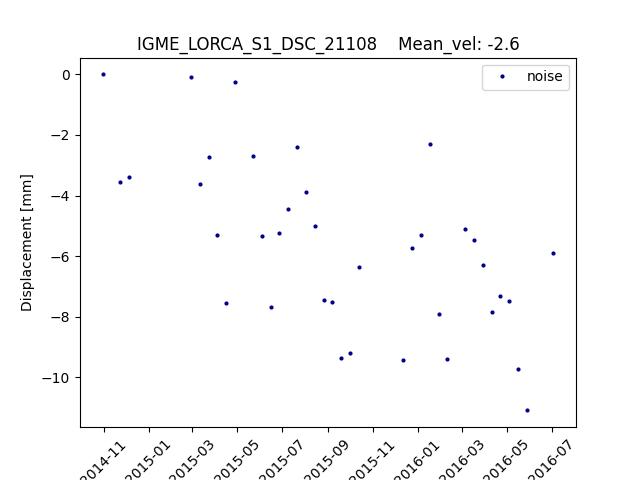 IGME_LORCA_S1_DSC_21108    Mean_vel: -2.6
noise
Displacement [mm]
0
−2
−4
−6
−8
−10
2014-11 2015-01 2015-03 2015-05 2015-07 2015-09 2015-11 2016-01 2016-03 2016-05 2016-07